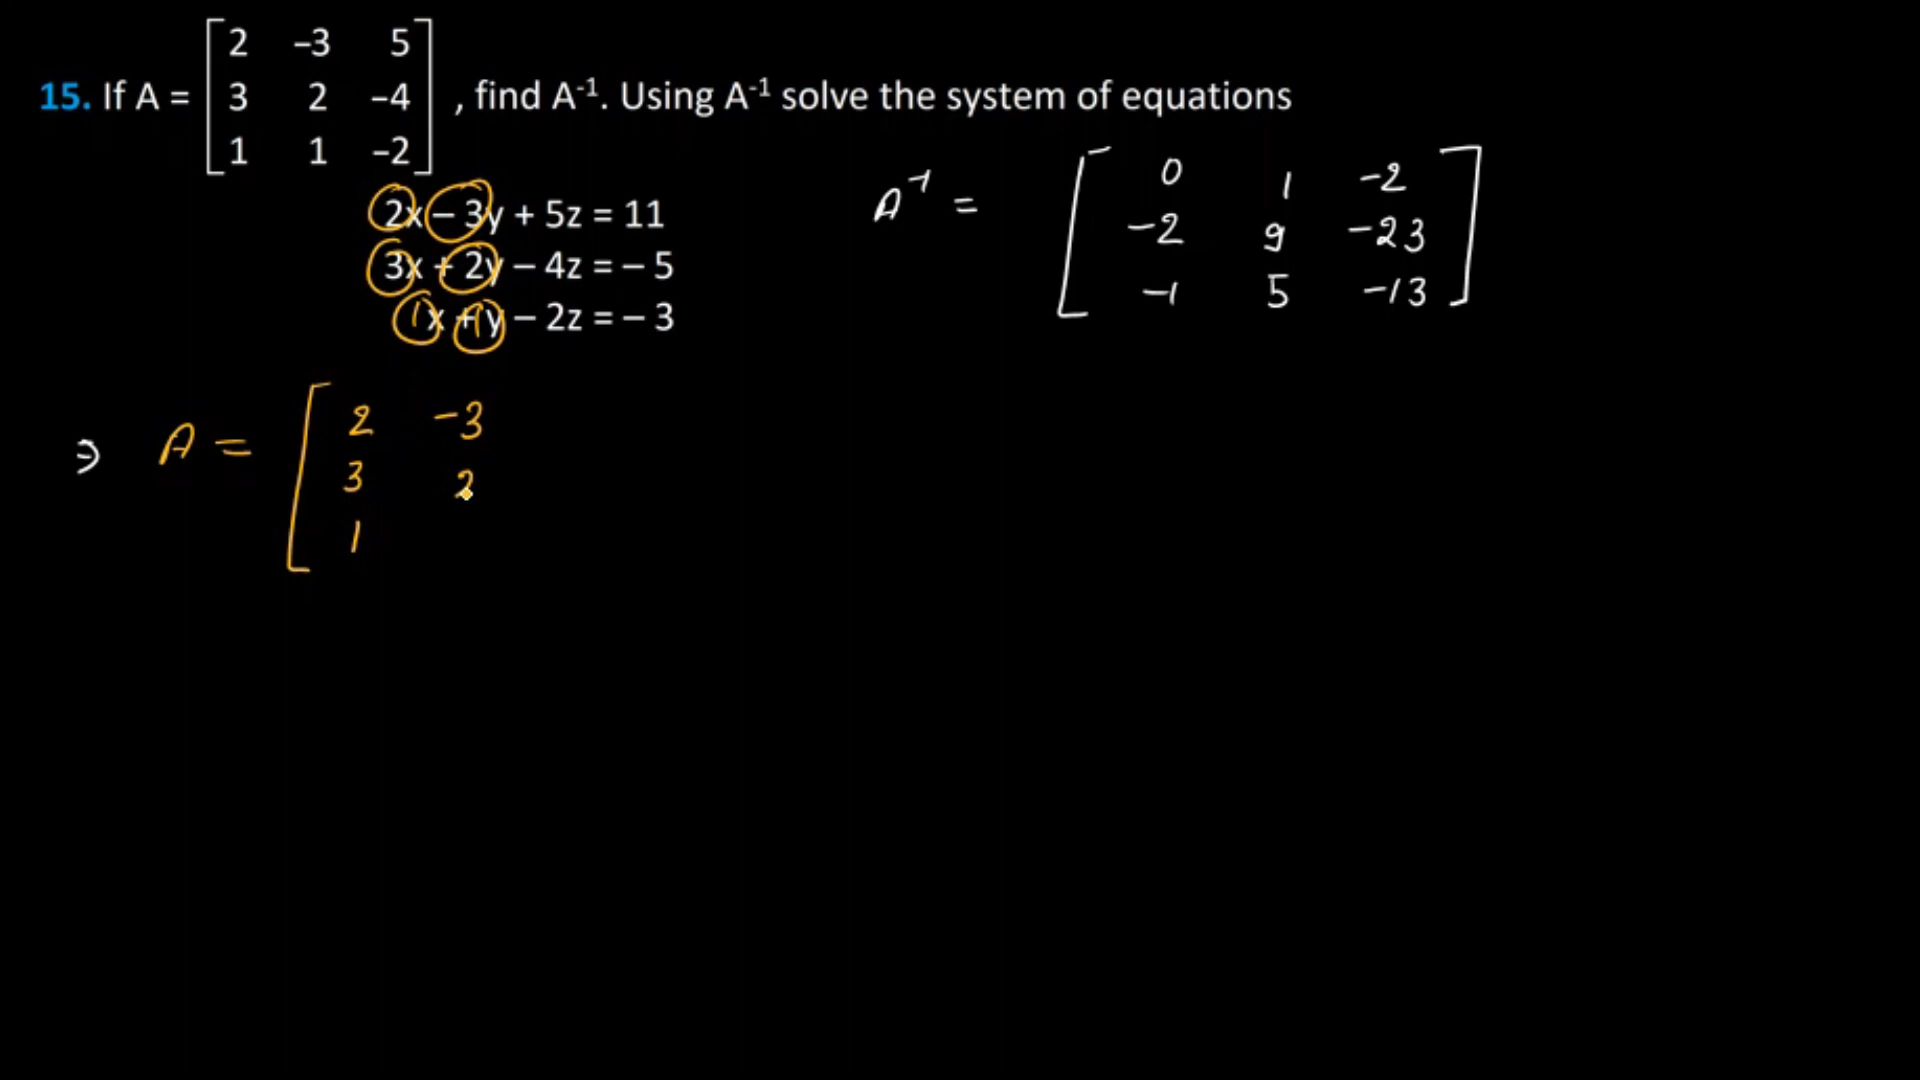 2 −3 5
15. If A = 3 2 −4 , find A⁻¹. Using A⁻¹ solve the system of equations
1 1 −2
2x − 3y + 5z = 11
3x + 2y − 4z = − 5
1x + 1y − 2z = − 3
0 1 -2
A⁻¹ = -2 9 -23
-1 5 -13
2 -3
⇒ A = 3 2
1